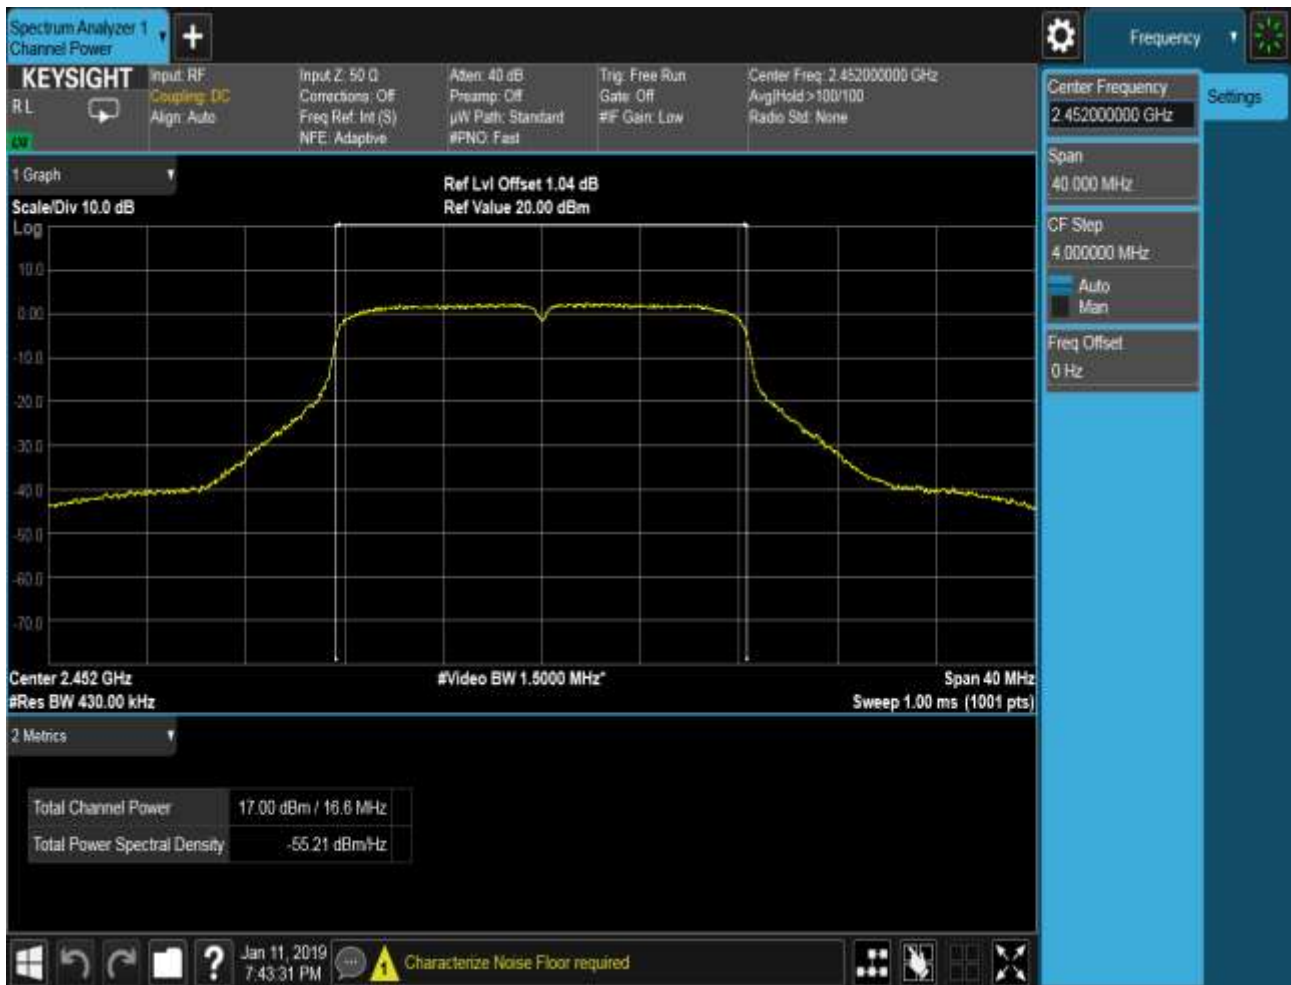 Spectrum Analyzer 1
Channel Power
Frequency
KEYSIGHT
R L
Input: RF
Coupling: DC
Align: Auto
Input Z: 50 Ω
Corrections: Off
Freq Ref: Int (S)
NFE: Adaptive
Atten: 40 dB
Preamp: Off
µW Path: Standard
#PNO: Fast
Trig: Free Run
Gate: Off
#IF Gain: Low
Center Freq: 2.452000000 GHz
Avg|Hold:>100/100
Radio Std: None
Center Frequency
2.452000000 GHz
Settings
Span
40.000 MHz
CF Step
4.000000 MHz
Auto
Man
Freq Offset
0 Hz
1 Graph
Scale/Div 10.0 dB
Ref Lvl Offset 1.04 dB
Ref Value 20.00 dBm
Log
10.0
0.00
-10.0
-20.0
-30.0
-40.0
-50.0
-60.0
-70.0
Center 2.452 GHz
#Video BW 1.5000 MHz*
Span 40 MHz
#Res BW 430.00 kHz
Sweep 1.00 ms (1001 pts)
2 Metrics
Total Channel Power 17.00 dBm / 16.6 MHz
Total Power Spectral Density -55.21 dBm/Hz
Jan 11, 2019
7:43:31 PM
1
Characterize Noise Floor required